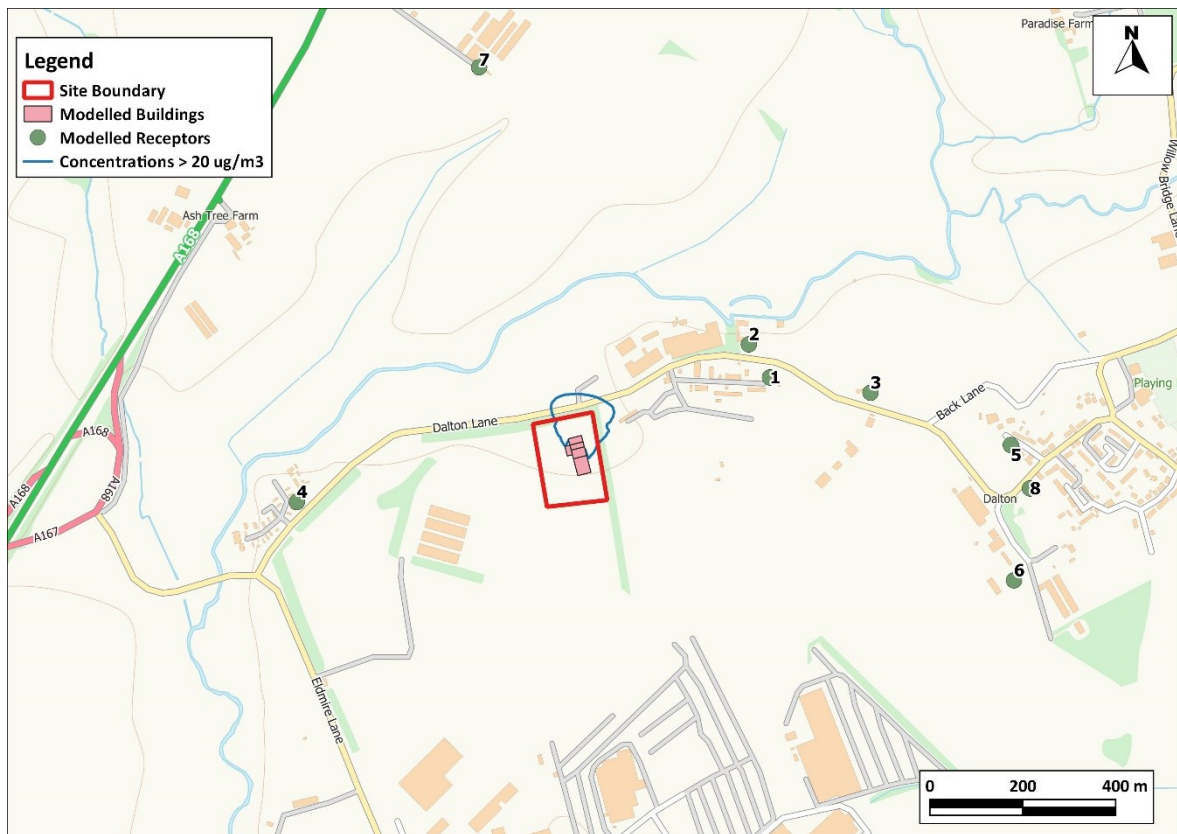 Paradise Farm
N
7
Legend
Site Boundary
Modelled Buildings
Modelled Receptors
Concentrations > 20 ug/m3
Willow Bridge Lane
Ash Tree Farm
A168
2
1
3
Back Lane
Playing
Dalton Lane
A168
5
A168
A168
4
8
Dalton
A167
6
Eldmire Lane
0 200 400 m